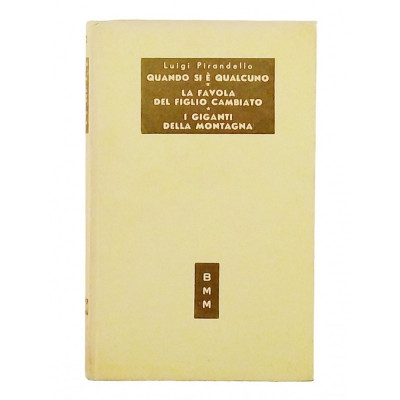 Luigi Pirandello
QUANDO SI È QUALCUNO
*
LA FAVOLA
DEL FIGLIO CAMBIATO
*
I GIGANTI
DELLA MONTAGNA
B
M
M